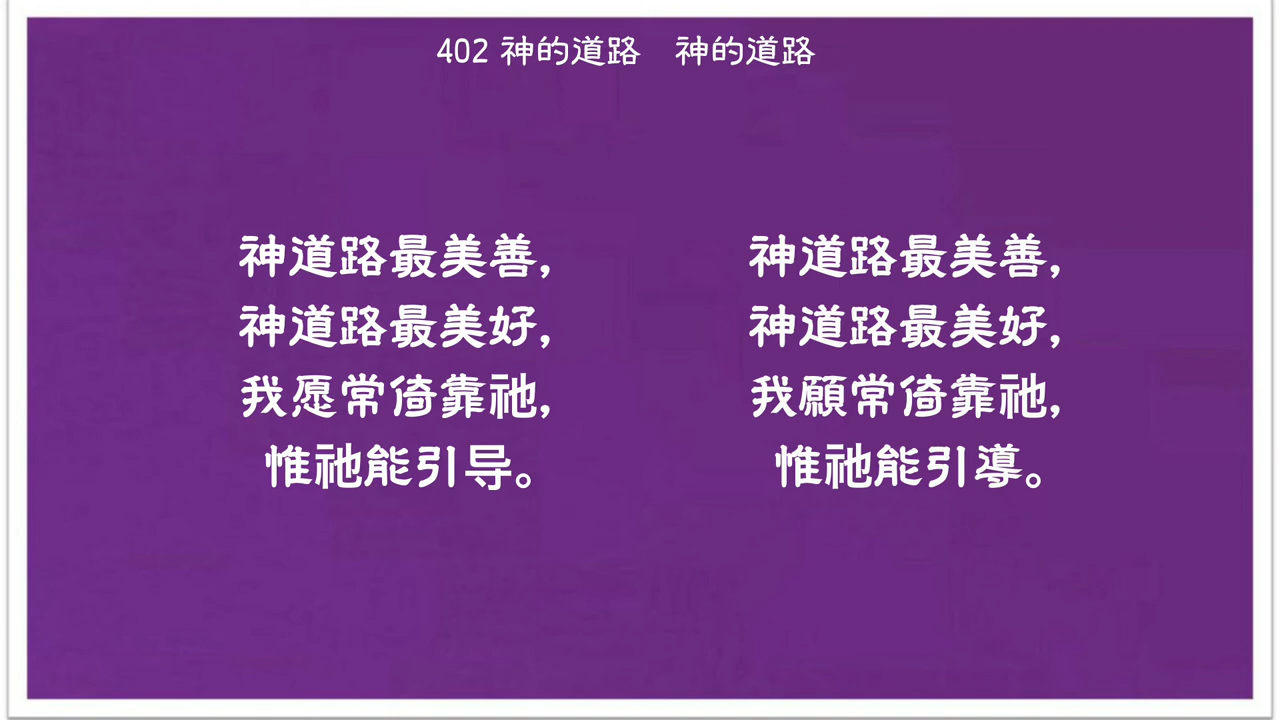 402 神的道路　神的道路
神道路最美善,
神道路最美好,
我愿常倚靠祂,
惟祂能引导。
神道路最美善,
神道路最美好,
我願常倚靠祂,
惟祂能引導。